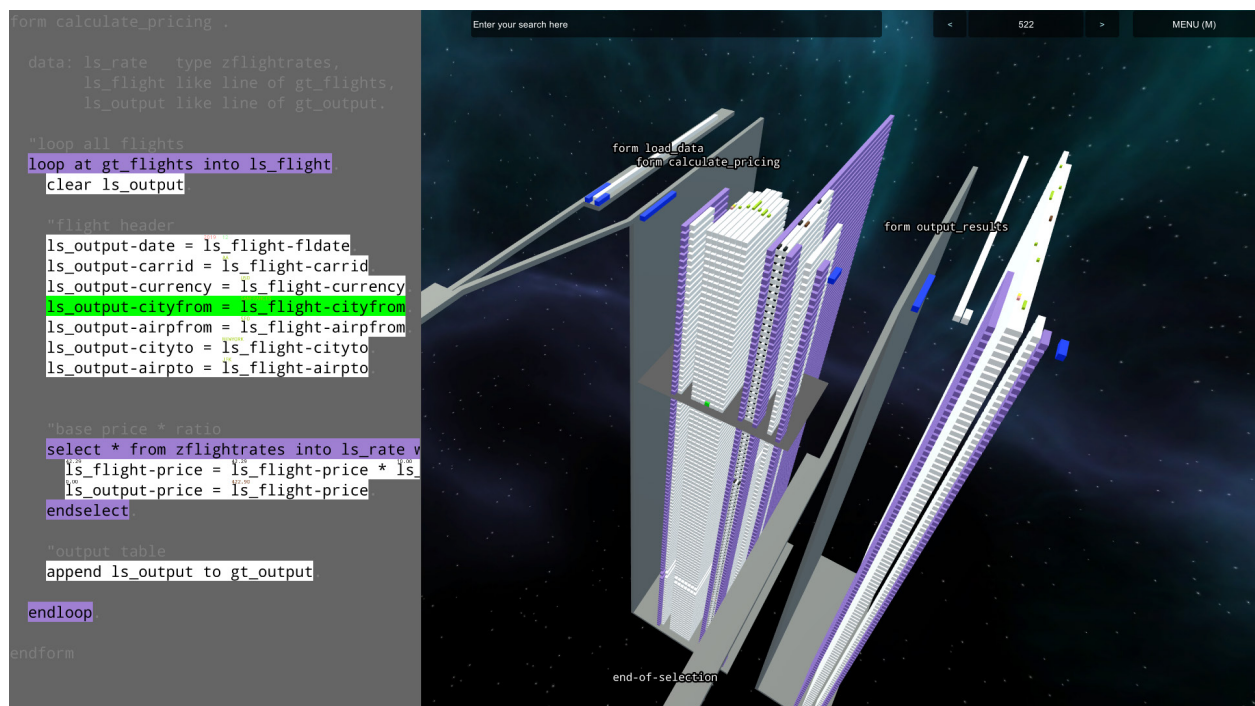 form calculate_pricing .
data: ls_rate   type zflightrates,
ls_flight like line of gt_flights,
ls_output like line of gt_output.
"loop all flights
loop at gt_flights into ls_flight.
clear ls_output.
"flight header
ls_output-date = ls_flight-fldate.
ls_output-carrid = ls_flight-carrid.
ls_output-currency = ls_flight-currency.
ls_output-cityfrom = ls_flight-cityfrom.
ls_output-airpfrom = ls_flight-airpfrom.
ls_output-cityto = ls_flight-cityto.
ls_output-airpto = ls_flight-airpto.
"base price * ratio
select * from zflightrates into ls_rate w
ls_flight-price = ls_flight-price * ls_
ls_output-price = ls_flight-price.
endselect.
"output table
append ls_output to gt_output.
endloop.
endform
Enter your search here
< 522 > MENU (M)
form load_data
form calculate_pricing
form output_results
end-of-selection